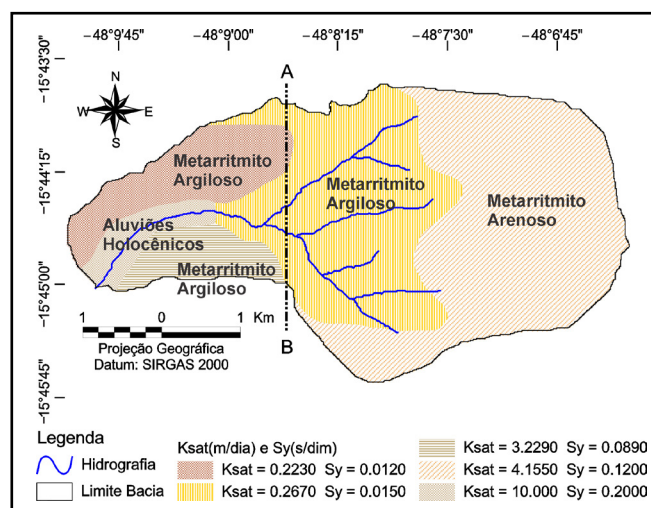 -48°9'45" -48°9'00" -48°8'15" -48°7'30" -48°6'45"
-15°43'30"
-15°44'15"
-15°45'00"
-15°45'45"
N
W E
S
A
Metarritmito
Argiloso
Metarritmito
Argiloso
Metarritmito
Arenoso
Aluviões
Holocênicos
Metarritmito
Argiloso
1 0 1 Km
Projeção Geográfica
Datum: SIRGAS 2000
B
Legenda
Hidrografia
Limite Bacia
Ksat(m/dia) e Sy(s/dim)
Ksat = 0.2230 Sy = 0.0120
Ksat = 0.2670 Sy = 0.0150
Ksat = 3.2290 Sy = 0.0890
Ksat = 4.1550 Sy = 0.1200
Ksat = 10.000 Sy = 0.2000